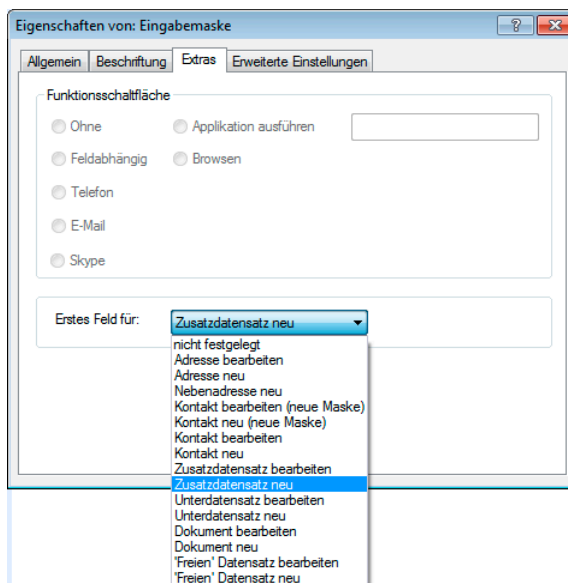 Eigenschaften von: Eingabemaske
Allgemein Beschriftung Extras Erweiterte Einstellungen
Funktionsschaltfläche
Ohne Applikation ausführen
Feldabhängig Browsen
Telefon
E-Mail
Skype
Erstes Feld für: Zusatzdatensatz neu
nicht festgelegt
Adresse bearbeiten
Adresse neu
Nebenadresse neu
Kontakt bearbeiten (neue Maske)
Kontakt neu (neue Maske)
Kontakt bearbeiten
Kontakt neu
Zusatzdatensatz bearbeiten
Zusatzdatensatz neu
Unterdatensatz bearbeiten
Unterdatensatz neu
Dokument bearbeiten
Dokument neu
'Freien' Datensatz bearbeiten
'Freien' Datensatz neu